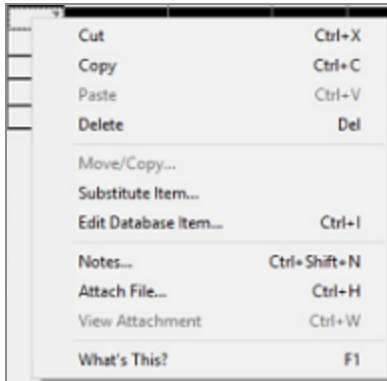 Cut Ctrl+X
Copy Ctrl+C
Paste Ctrl+V
Delete Del
Move/Copy...
Substitute Item...
Edit Database Item... Ctrl+I
Notes... Ctrl+Shift+N
Attach File... Ctrl+H
View Attachment Ctrl+W
What's This? F1